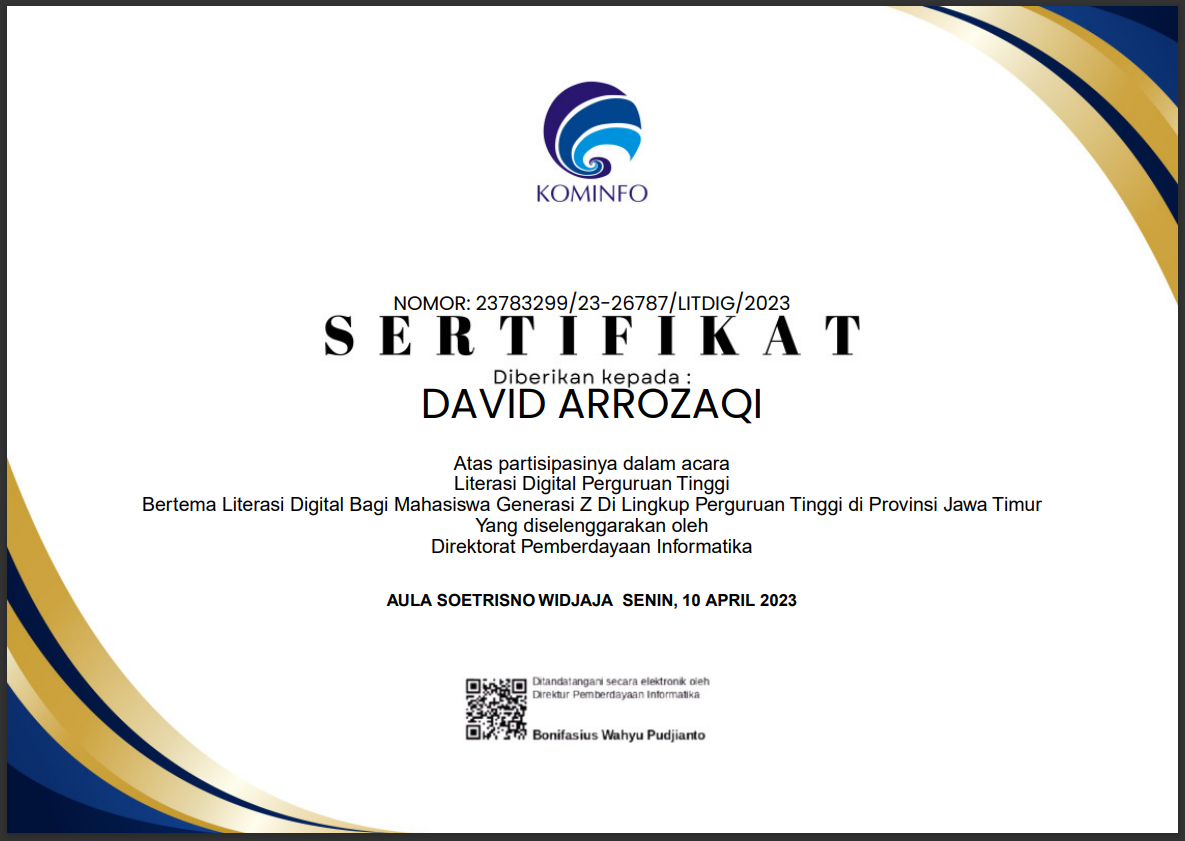 KOMINFO
NOMOR: 23783299/23-26787/LITDIG/2023
SERTIFIKAT
Diberikan kepada :
DAVID ARROZAQI
Atas partisipasinya dalam acara
Literasi Digital Perguruan Tinggi
Bertema Literasi Digital Bagi Mahasiswa Generasi Z Di Lingkup Perguruan Tinggi di Provinsi Jawa Timur
Yang diselenggarakan oleh
Direktorat Pemberdayaan Informatika
AULA SOETRISNO WIDJAJA  SENIN, 10 APRIL 2023
Ditandatangani secara elektronik oleh
Direktur Pemberdayaan Informatika
Bonifasius Wahyu Pudjianto